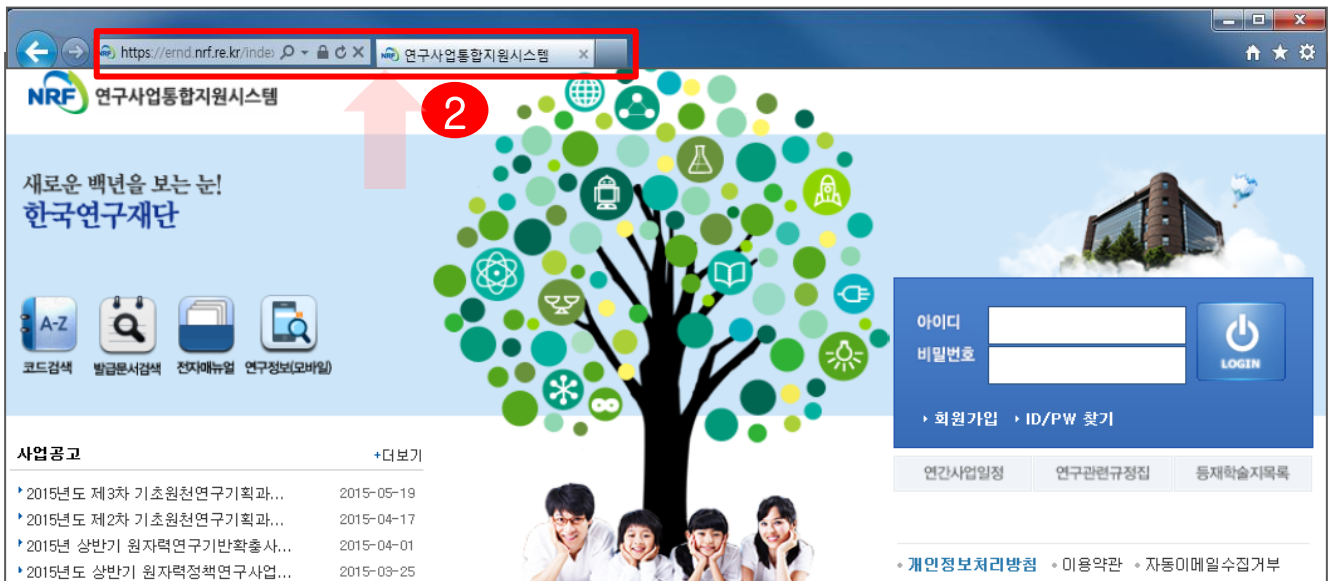 https://ernd.nrf.re.kr/index
연구사업통합지원시스템
2
NRF 연구사업통합지원시스템
새로운 백년을 보는 눈!
한국연구재단
A-Z
코드검색 발급문서검색 전자매뉴얼 연구정보(모바일)
아이디
비밀번호
LOGIN
회원가입 ID/PW 찾기
사업공고 +더보기
2015년도 제3차 기초원천연구기획과... 2015-05-19
2015년도 제2차 기초원천연구기획과... 2015-04-17
2015년 상반기 원자력연구기반확충사... 2015-04-01
2015년도 상반기 원자력정책연구사업... 2015-03-25
연간사업일정 연구관련규정집 등재학술지목록
개인정보처리방침 이용약관 자동이메일수집거부